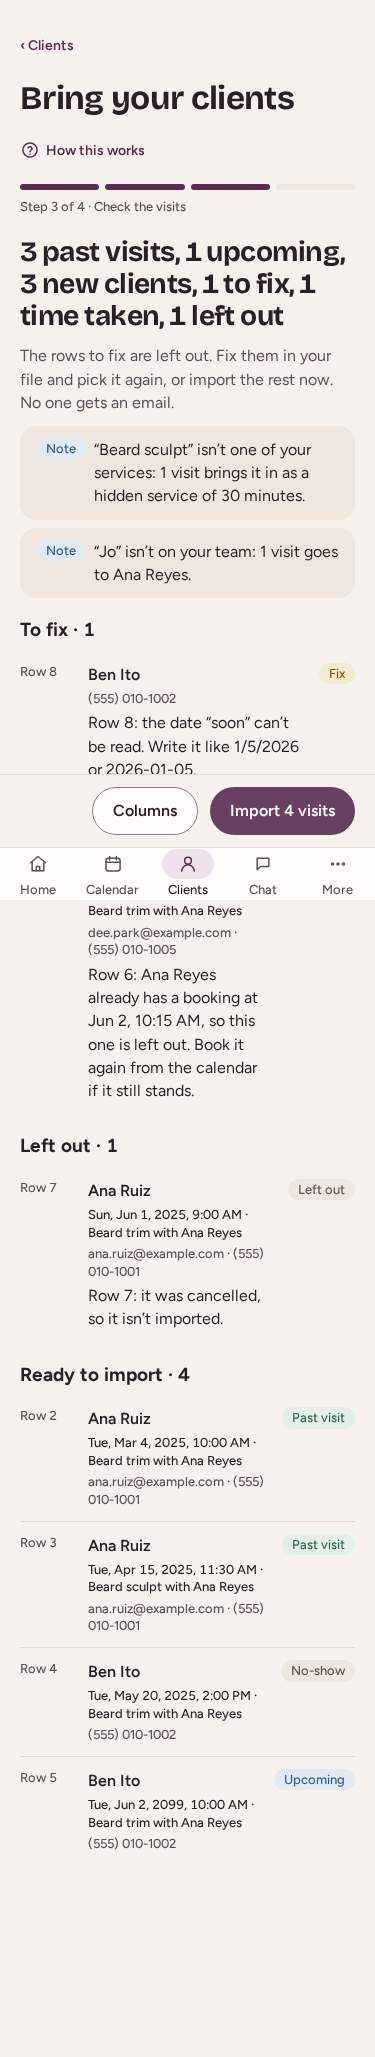 ‹ Clients
Bring your clients
How this works
Step 3 of 4 · Check the visits
3 past visits, 1 upcoming,
3 new clients, 1 to fix, 1
time taken, 1 left out
The rows to fix are left out. Fix them in your
file and pick it again, or import the rest now.
No one gets an email.
Note
“Beard sculpt” isn’t one of your
services: 1 visit brings it in as a
hidden service of 30 minutes.
Note
“Jo” isn’t on your team: 1 visit goes
to Ana Reyes.
To fix · 1
Row 8
Ben Ito
Fix
(555) 010-1002
Row 8: the date “soon” can’t
be read. Write it like 1/5/2026
or 2026-01-05.
Columns
Import 4 visits
Home
Calendar
Clients
Chat
More
Beard trim with Ana Reyes
dee.park@example.com ·
(555) 010-1005
Row 6: Ana Reyes
already has a booking at
Jun 2, 10:15 AM, so this
one is left out. Book it
again from the calendar
if it still stands.
Left out · 1
Row 7
Ana Ruiz
Left out
Sun, Jun 1, 2025, 9:00 AM ·
Beard trim with Ana Reyes
ana.ruiz@example.com · (555)
010-1001
Row 7: it was cancelled,
so it isn’t imported.
Ready to import · 4
Row 2
Ana Ruiz
Past visit
Tue, Mar 4, 2025, 10:00 AM ·
Beard trim with Ana Reyes
ana.ruiz@example.com · (555)
010-1001
Row 3
Ana Ruiz
Past visit
Tue, Apr 15, 2025, 11:30 AM ·
Beard sculpt with Ana Reyes
ana.ruiz@example.com · (555)
010-1001
Row 4
Ben Ito
No-show
Tue, May 20, 2025, 2:00 PM ·
Beard trim with Ana Reyes
(555) 010-1002
Row 5
Ben Ito
Upcoming
Tue, Jun 2, 2099, 10:00 AM ·
Beard trim with Ana Reyes
(555) 010-1002